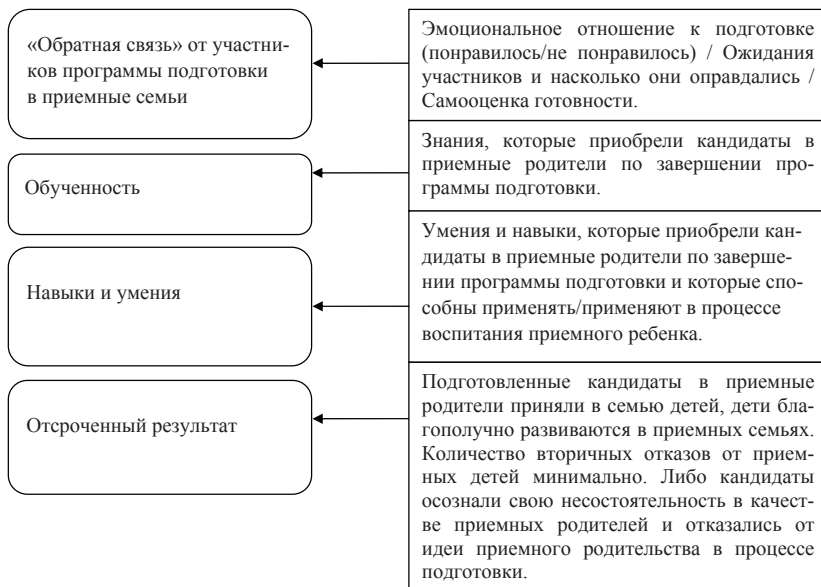 «Обратная связь» от участни-
ков программы подготовки
в приемные семьи
Эмоциональное отношение к подготовке
(понравилось/не понравилось) / Ожидания
участников и насколько они оправдались /
Самооценка готовности.
Обученность
Знания, которые приобрели кандидаты в
приемные родители по завершении про-
граммы подготовки.
Навыки и умения
Умения и навыки, которые приобрели кан-
дидаты в приемные родители по заверше-
нии программы подготовки и которые спо-
собны применять/применяют в процессе
воспитания приемного ребенка.
Отсроченный результат
Подготовленные кандидаты в приемные
родители приняли в семью детей, дети бла-
гополучно развиваются в приемных семьях.
Количество вторичных отказов от прием-
ных детей минимально. Либо кандидаты
осознали свою несостоятельность в качест-
ве приемных родителей и отказались от
идеи приемного родительства в процессе
подготовки.